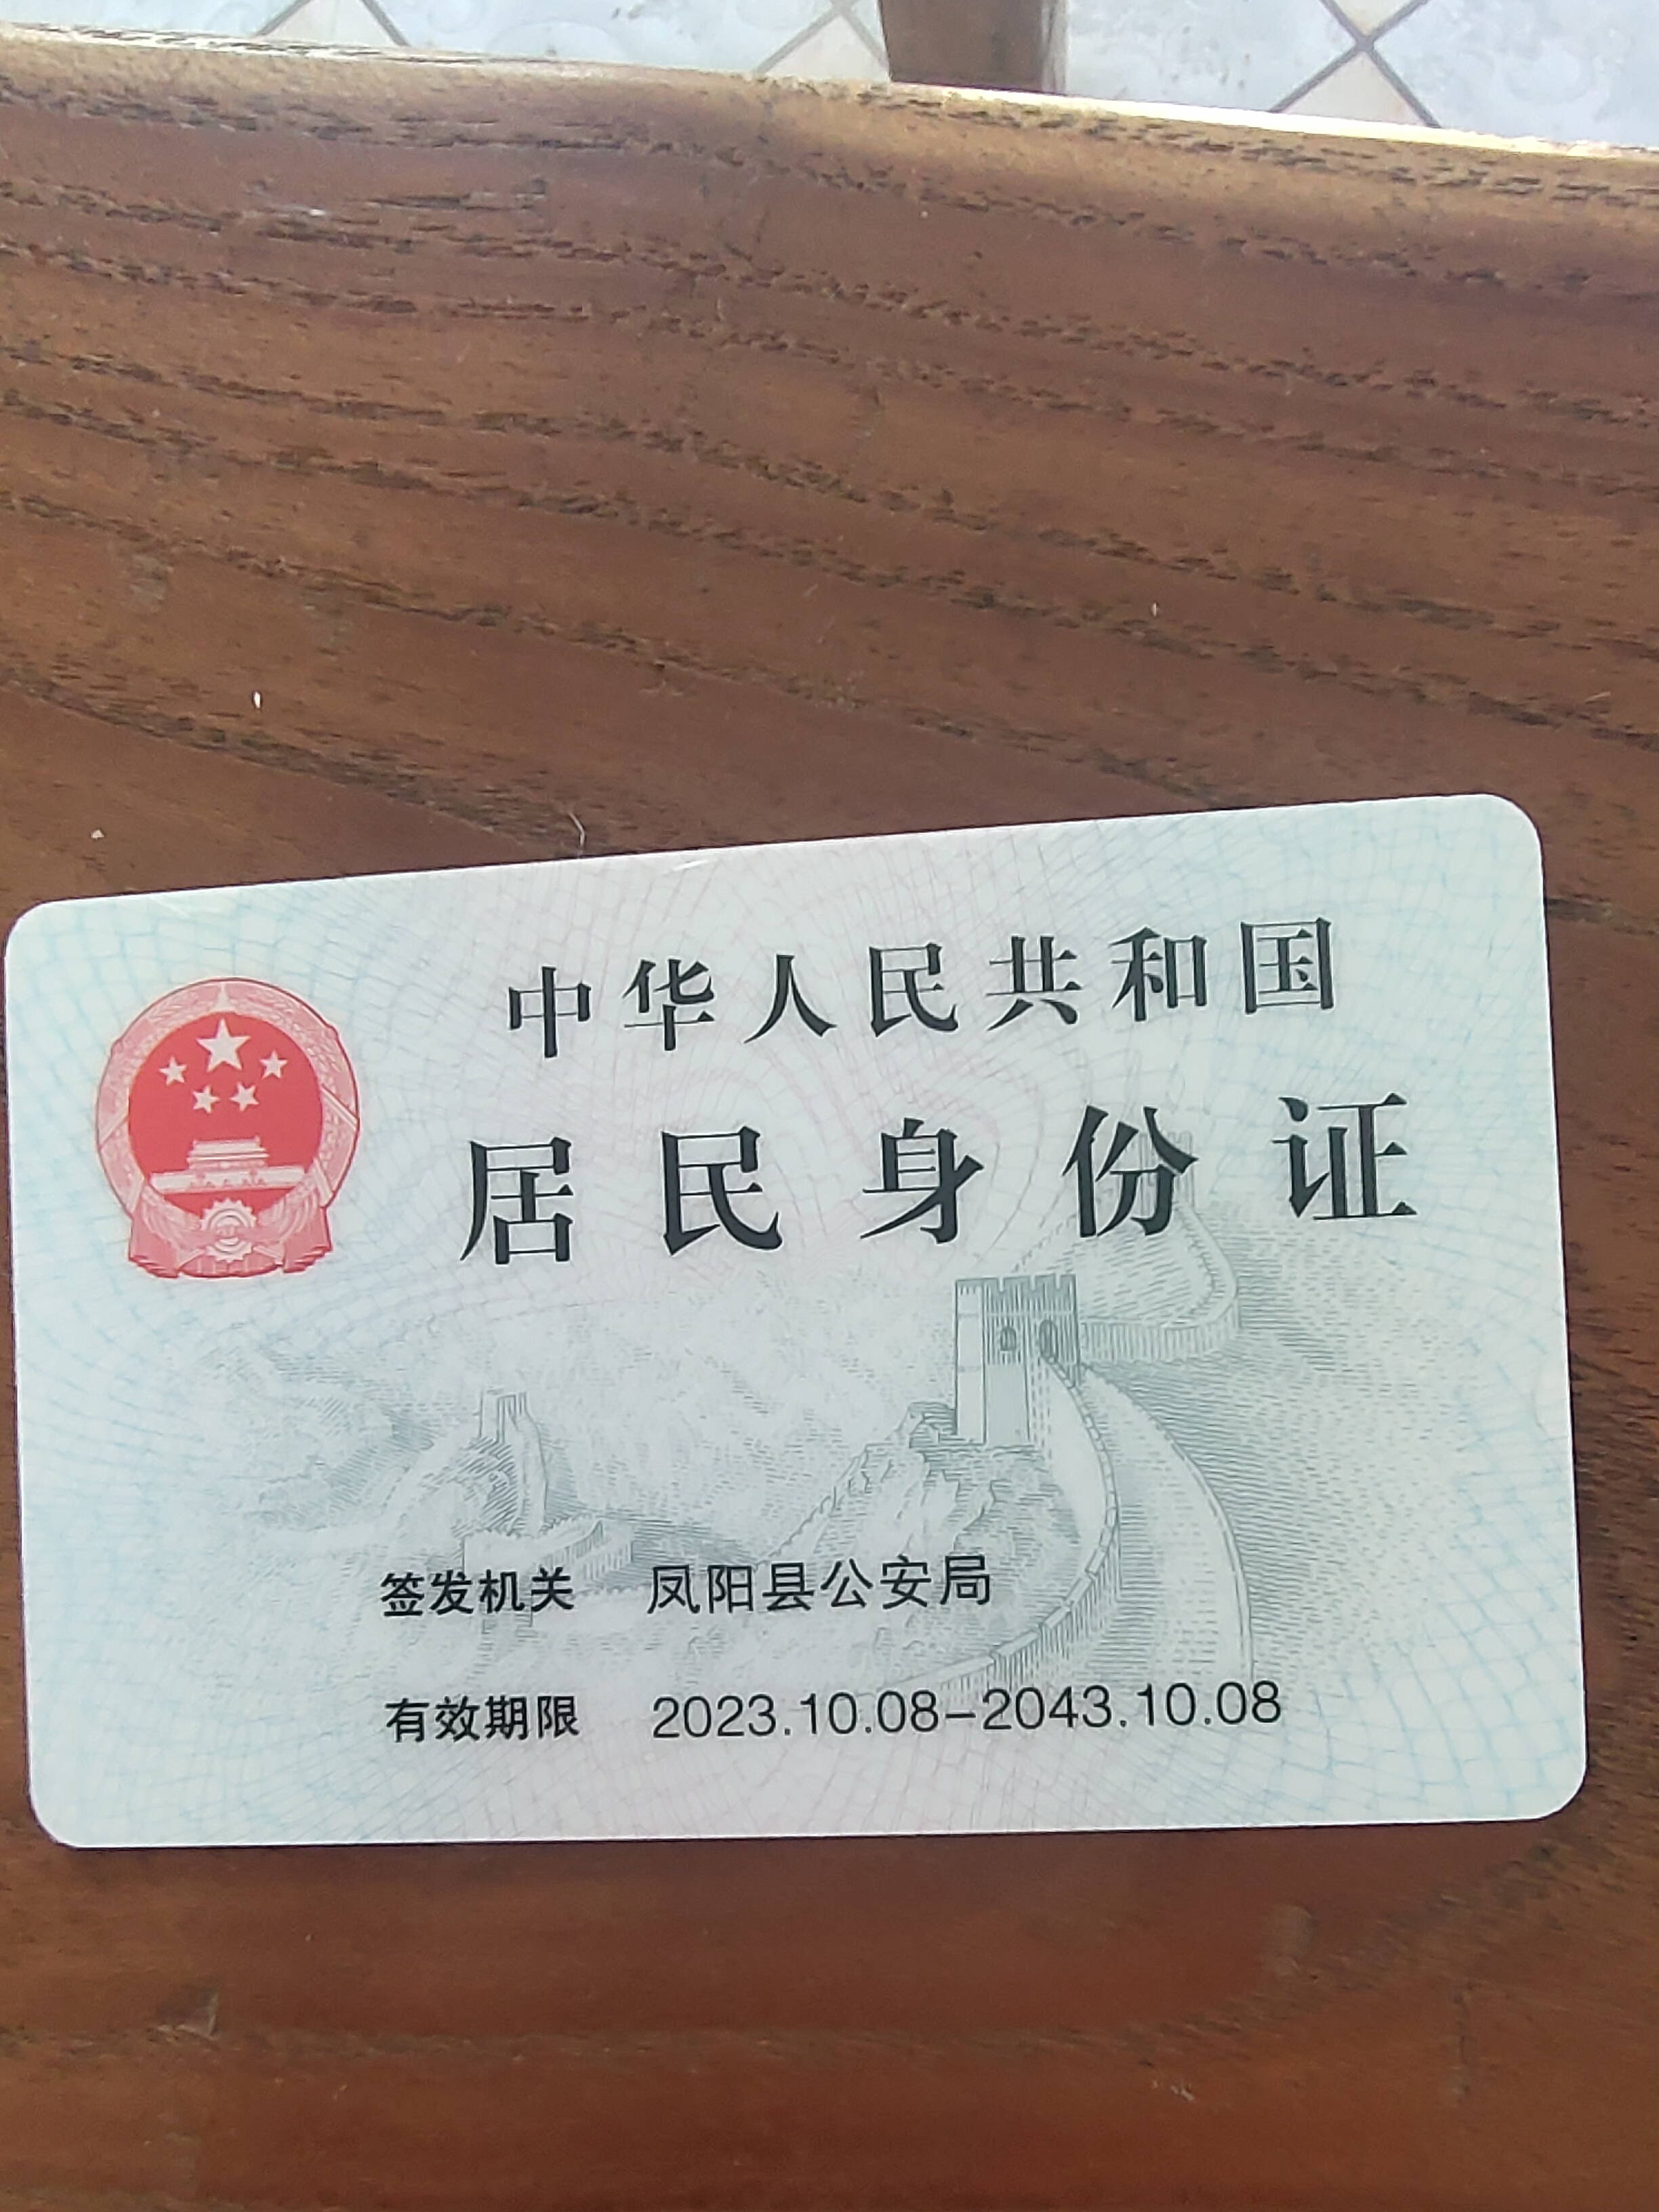 中华人民共和国
居民身份证
签发机关 凤阳县公安局
有效期限 2023.10.08-2043.10.08